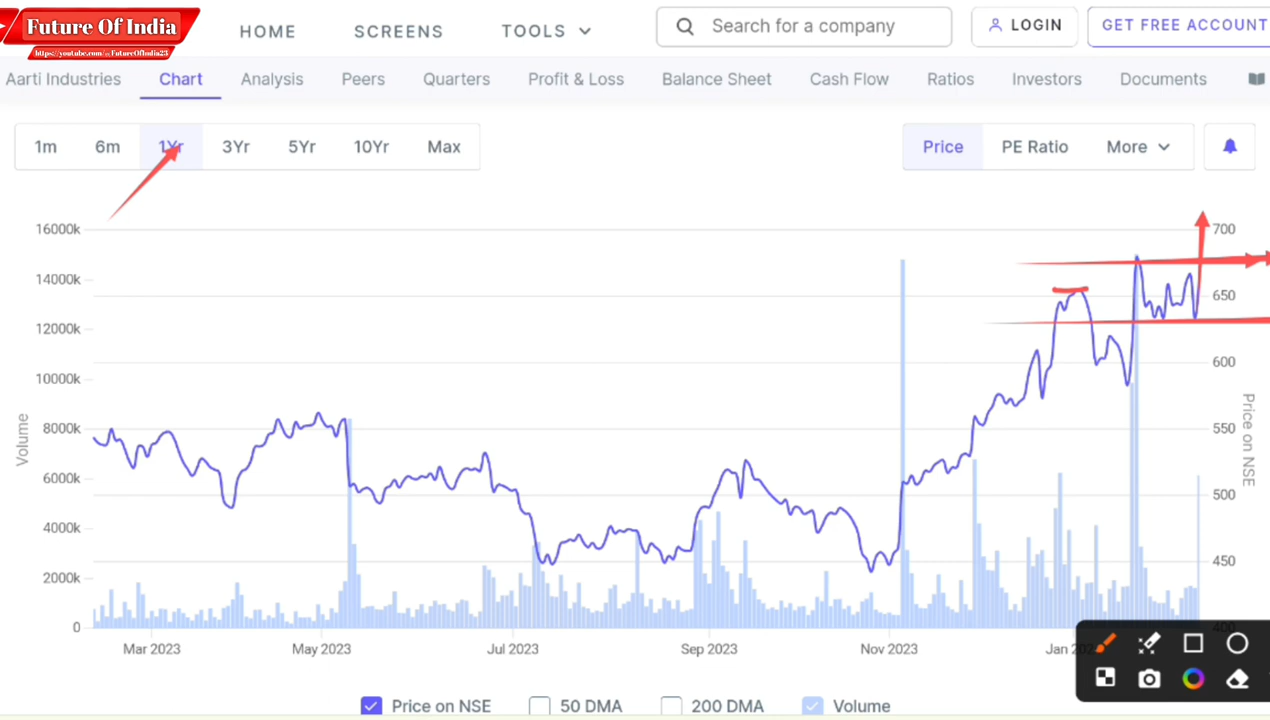 Future Of India
https://youtube.com/@FutureOfIndia23
HOME SCREENS TOOLS
Search for a company
LOGIN
GET FREE ACCOUNT
Aarti Industries Chart Analysis Peers Quarters Profit & Loss Balance Sheet Cash Flow Ratios Investors Documents
1m 6m 1Yr 3Yr 5Yr 10Yr Max
Price PE Ratio More
16000k
14000k
12000k
10000k
8000k
6000k
4000k
2000k
0
Volume
700
650
600
550
500
450
400
Price on NSE
Mar 2023 May 2023 Jul 2023 Sep 2023 Nov 2023 Jan
Price on NSE 50 DMA 200 DMA Volume